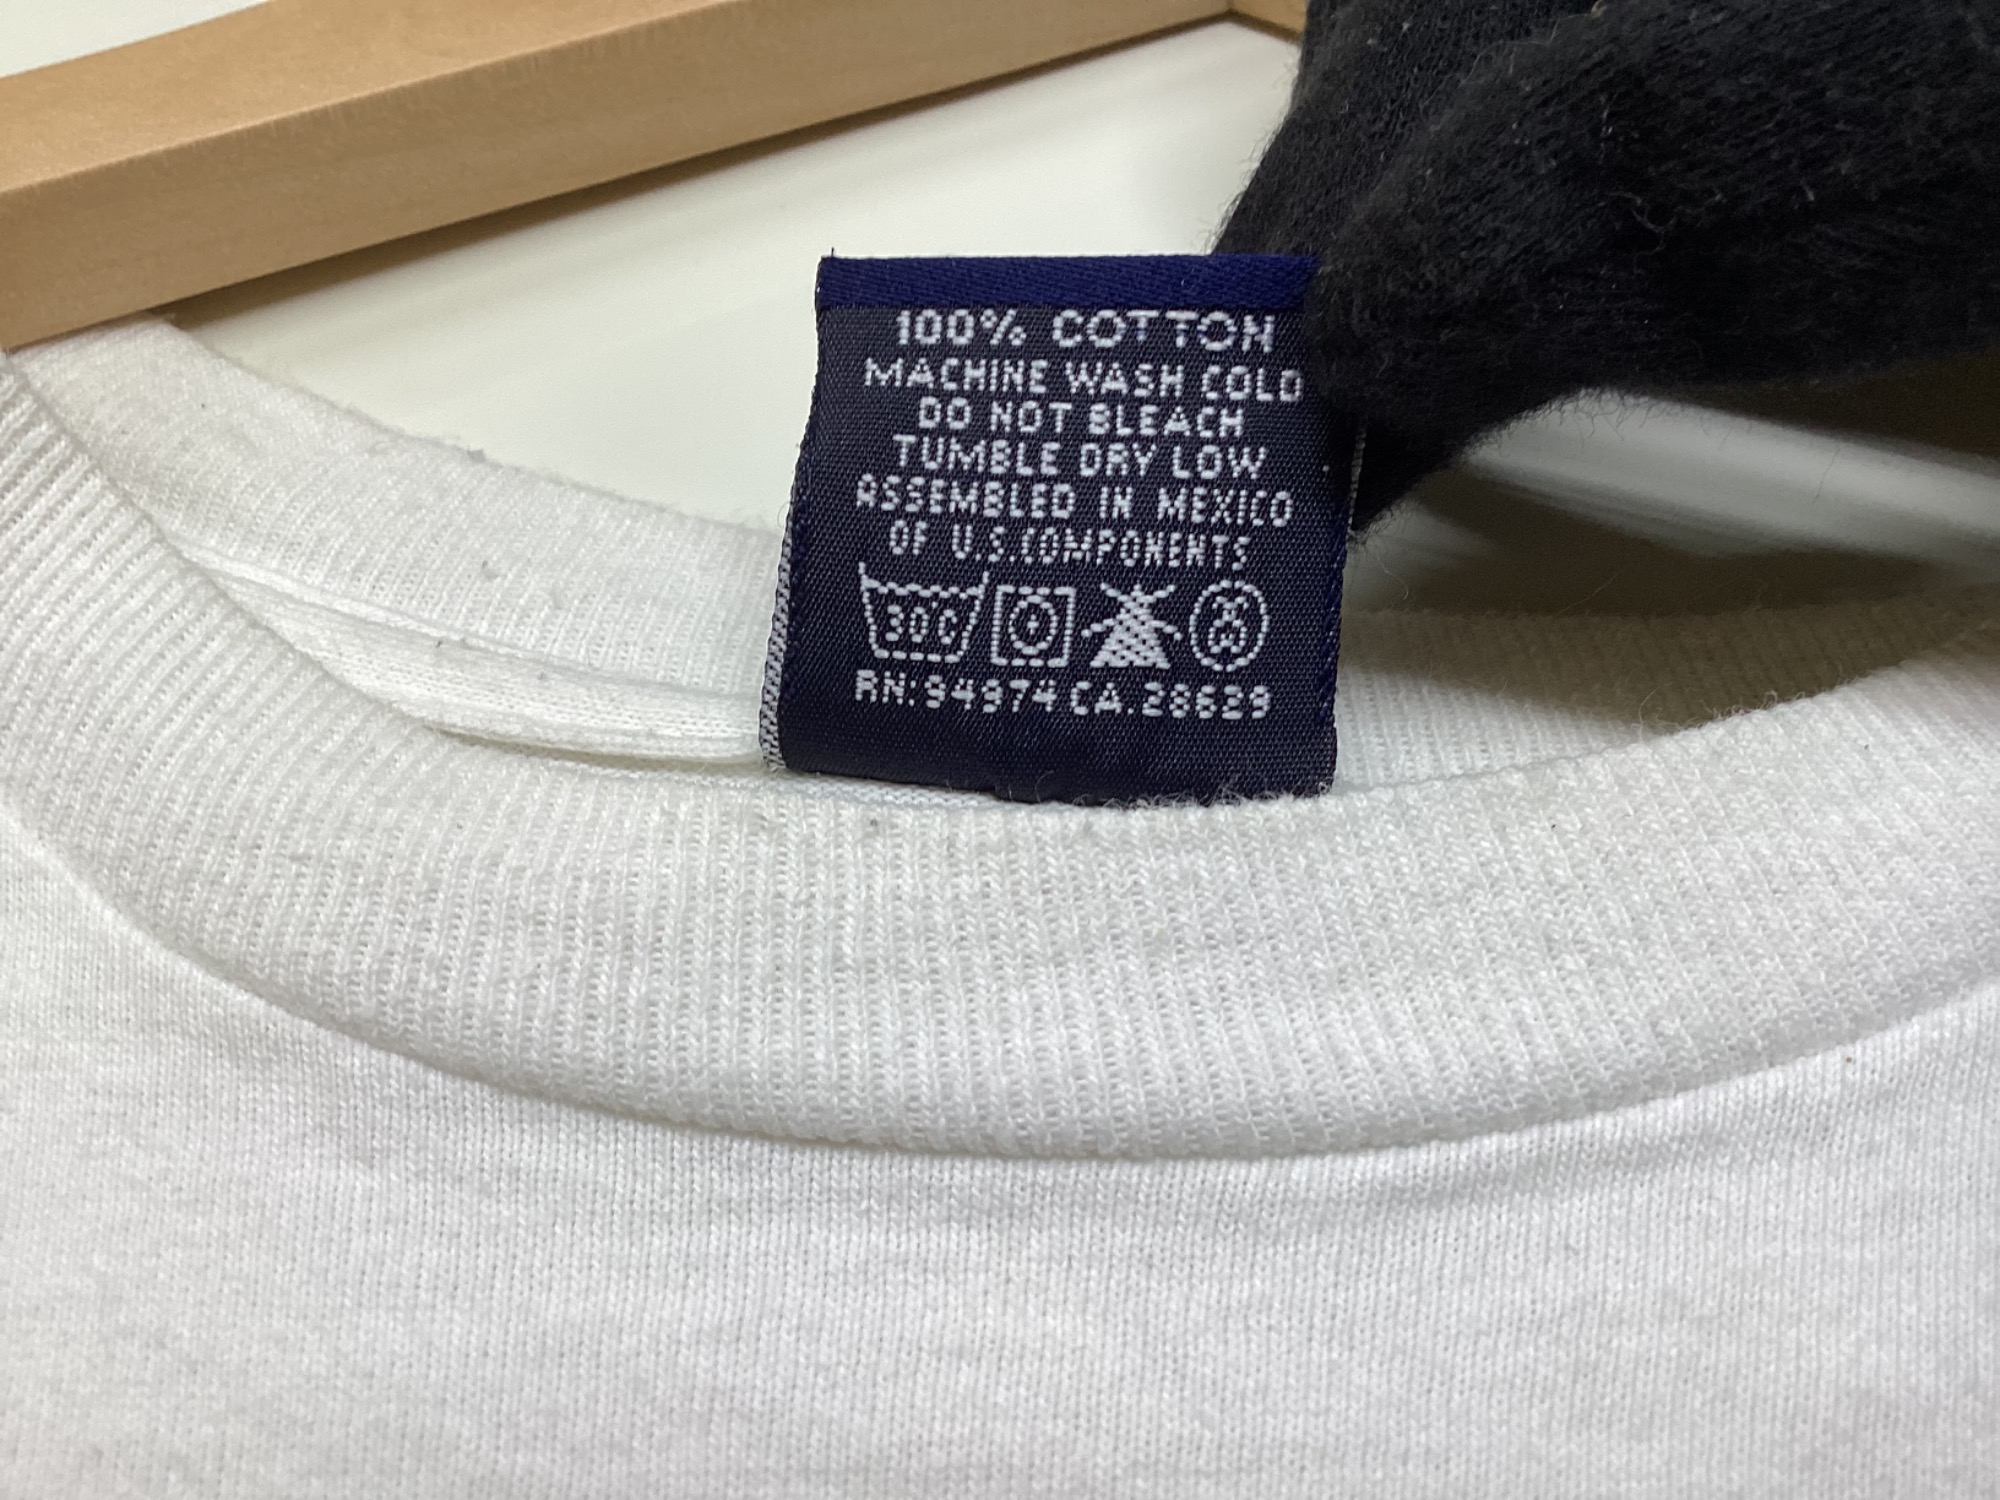 100% COTTON
MACHINE WASH COLD
DO NOT BLEACH
TUMBLE DRY LOW
ASSEMBLED IN MEXICO
OF U.S.COMPONENTS
30C
RN:94974 CA.28629